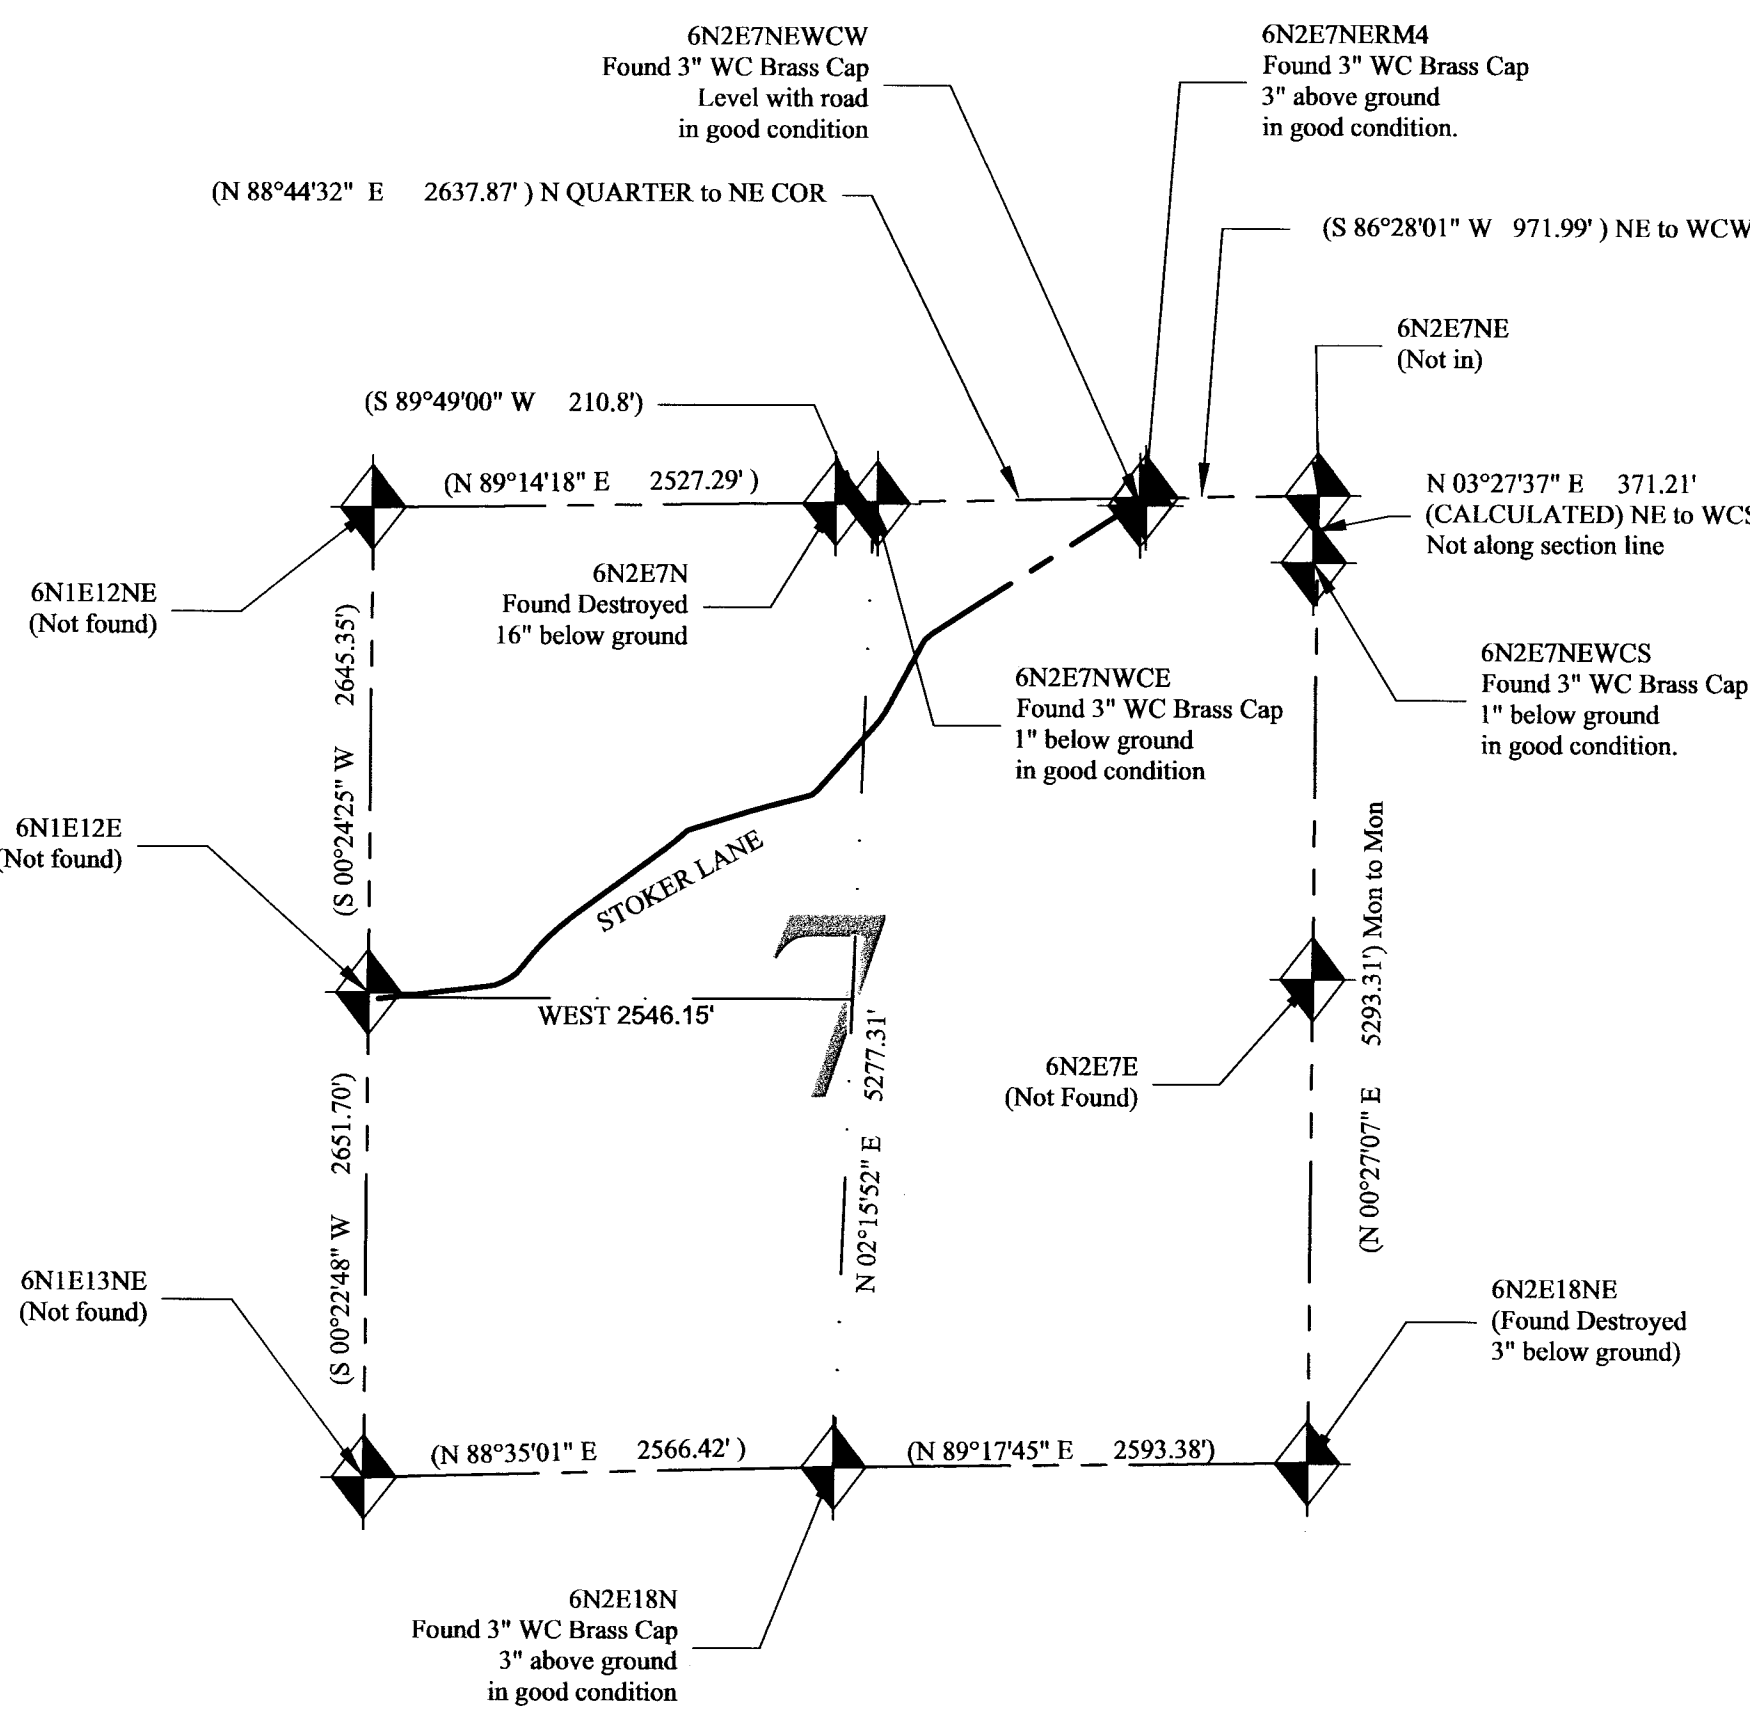 6N2E7NEWCW
Found 3" WC Brass Cap
Level with road
in good condition
6N2E7NERM4
Found 3" WC Brass Cap
3" above ground
in good condition.
(N 88°44'32" E 2637.87' ) N QUARTER to NE COR
(S 86°28'01" W 971.99' ) NE to WCW
6N2E7NE
(Not in)
(S 89°49'00" W 210.8')
(N 89°14'18" E 2527.29' )
N 03°27'37" E 371.21'
(CALCULATED) NE to WCS
Not along section line
6N1E12NE
(Not found)
6N2E7N
Found Destroyed
16" below ground
(S 00°24'25" W 2645.35')
6N2E7NWCE
Found 3" WC Brass Cap
1" below ground
in good condition
6N2E7NEWCS
Found 3" WC Brass Cap
1" below ground
in good condition.
6N1E12E
(Not found)
STOKER LANE
7
WEST 2546.15'
N 02°15'52" E 5277.31'
(N 00°27'07" E 5293.31') Mon to Mon
6N2E7E
(Not Found)
(S 00°22'48" W 2651.70')
6N1E13NE
(Not found)
6N2E18NE
(Found Destroyed
3" below ground)
(N 88°35'01" E 2566.42' )
(N 89°17'45" E 2593.38')
6N2E18N
Found 3" WC Brass Cap
3" above ground
in good condition